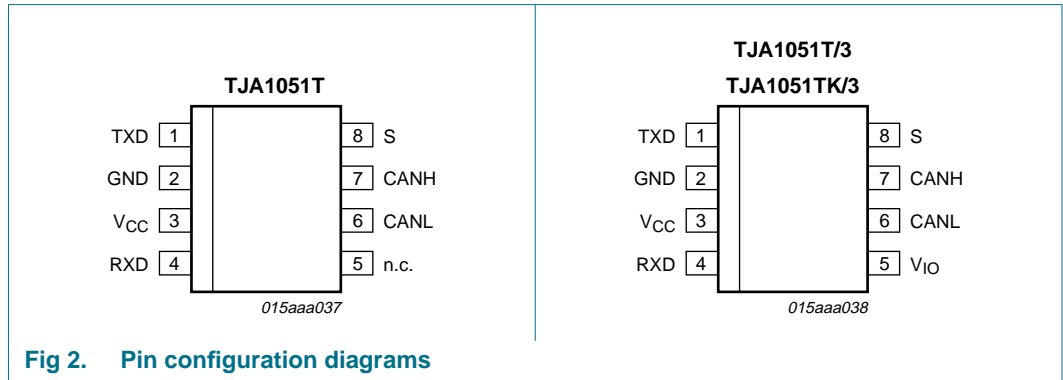 TJA1051T
TXD 1
8 S
GND 2
7 CANH
VCC 3
6 CANL
RXD 4
5 n.c.
015aaa037
TJA1051T/3
TJA1051TK/3
TXD 1
8 S
GND 2
7 CANH
VCC 3
6 CANL
RXD 4
5 VIO
015aaa038
Fig 2. Pin configuration diagrams